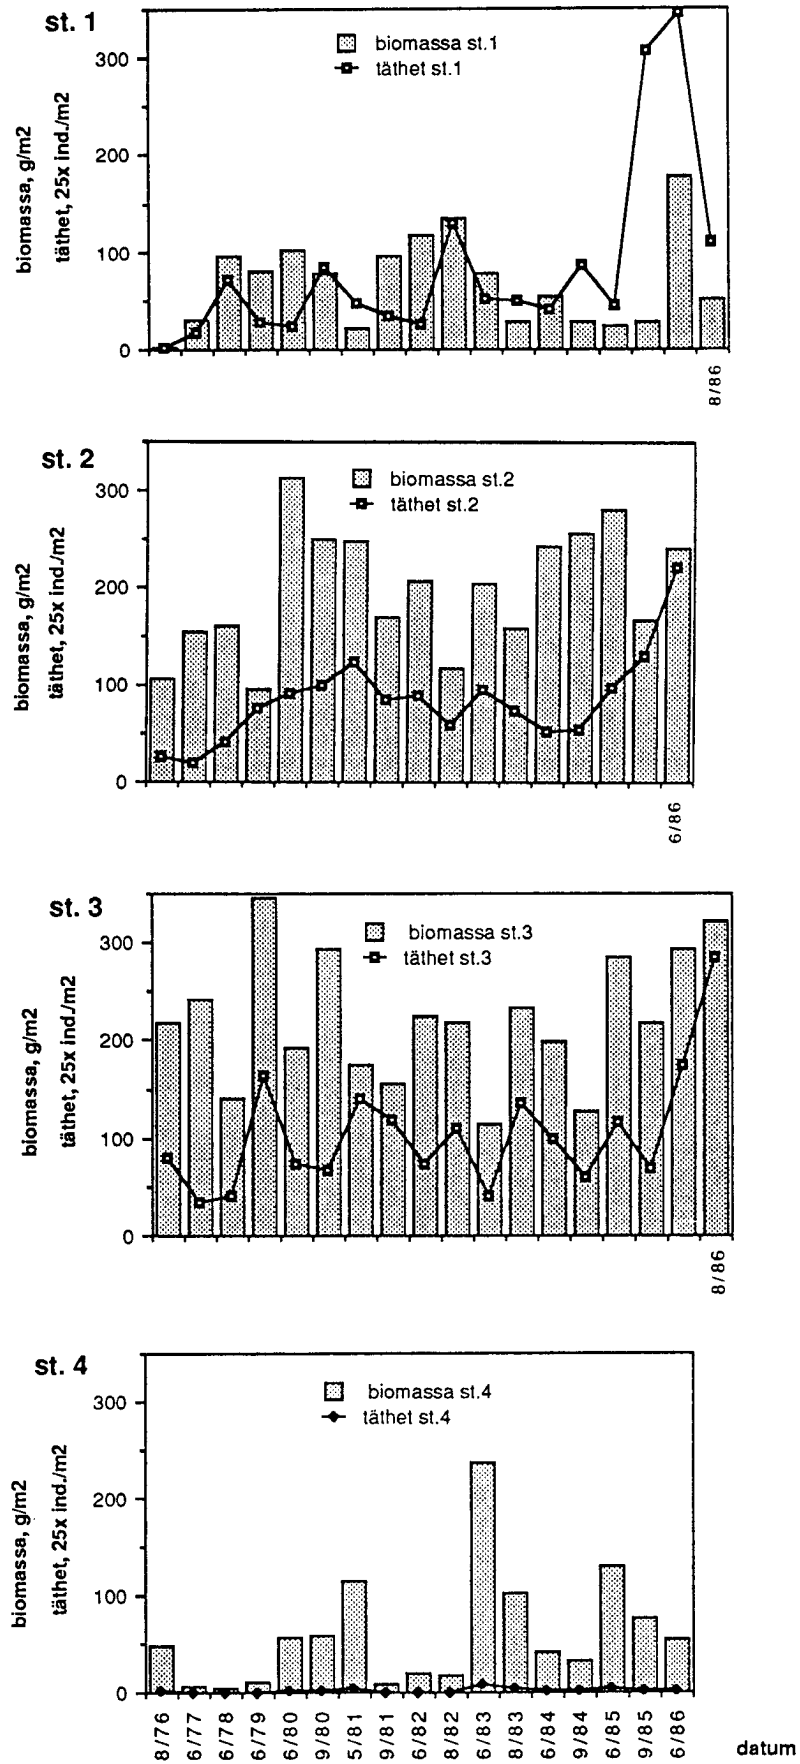 st. 1
biomassa st.1
täthet st.1
biomassa, g/m2
täthet, 25x ind./m2
300
200
100
0
8/86
st. 2
biomassa st.2
täthet st.2
biomassa, g/m2
täthet, 25x ind./m2
300
200
100
0
6/86
st. 3
biomassa st.3
täthet st.3
biomassa, g/m2
täthet, 25x ind./m2
300
200
100
0
8/86
st. 4
biomassa st.4
täthet st.4
biomassa, g/m2
täthet, 25x ind./m2
300
200
100
0
8/76 6/77 6/78 6/79 6/80 9/80 5/81 9/81 6/82 8/82 6/83 8/83 6/84 9/84 6/85 9/85 6/86
datum